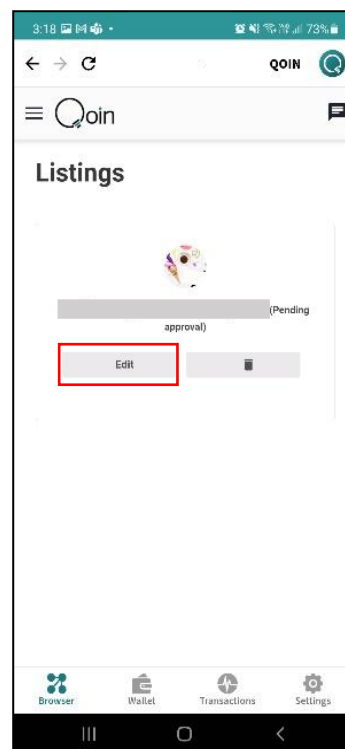 3:18
73%
QOIN
Qoin
Listings
(Pending
approval)
Edit
Browser
Wallet
Transactions
Settings